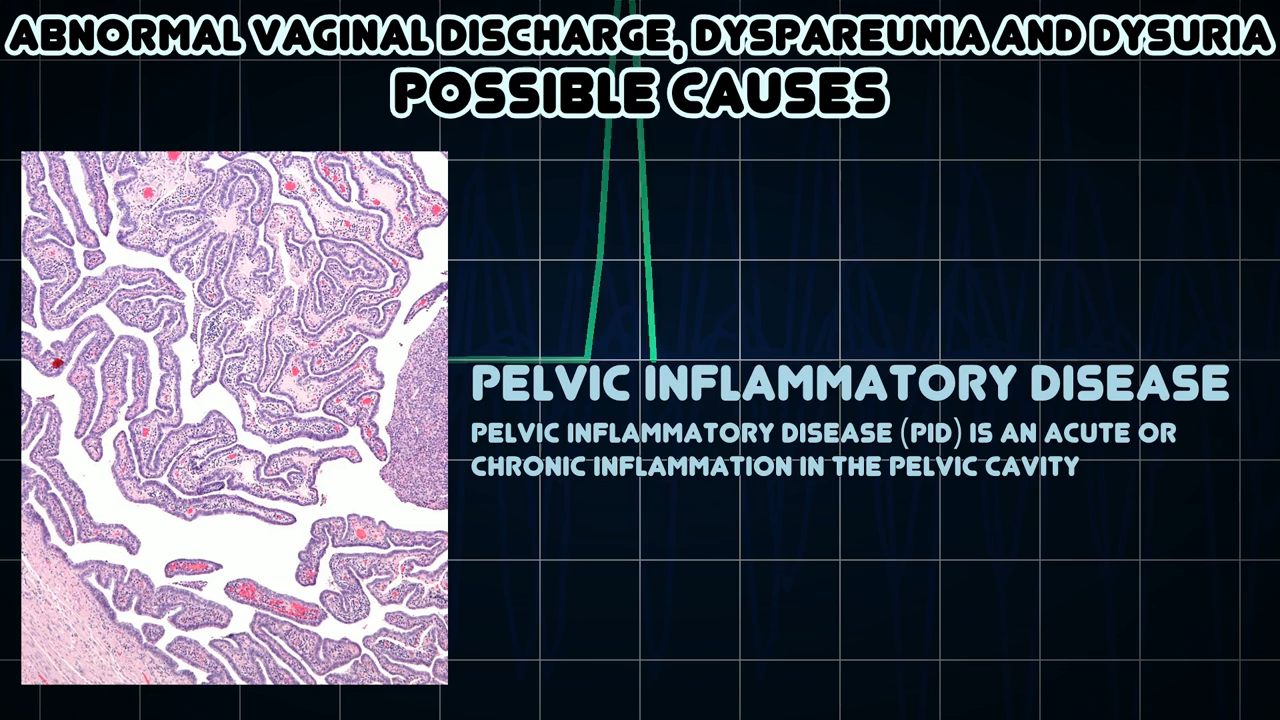 ABNORMAL VAGINAL DISCHARGE, DYSPAREUNIA AND DYSURIA
POSSIBLE CAUSES
PELVIC INFLAMMATORY DISEASE
PELVIC INFLAMMATORY DISEASE (PID) IS AN ACUTE OR
CHRONIC INFLAMMATION IN THE PELVIC CAVITY